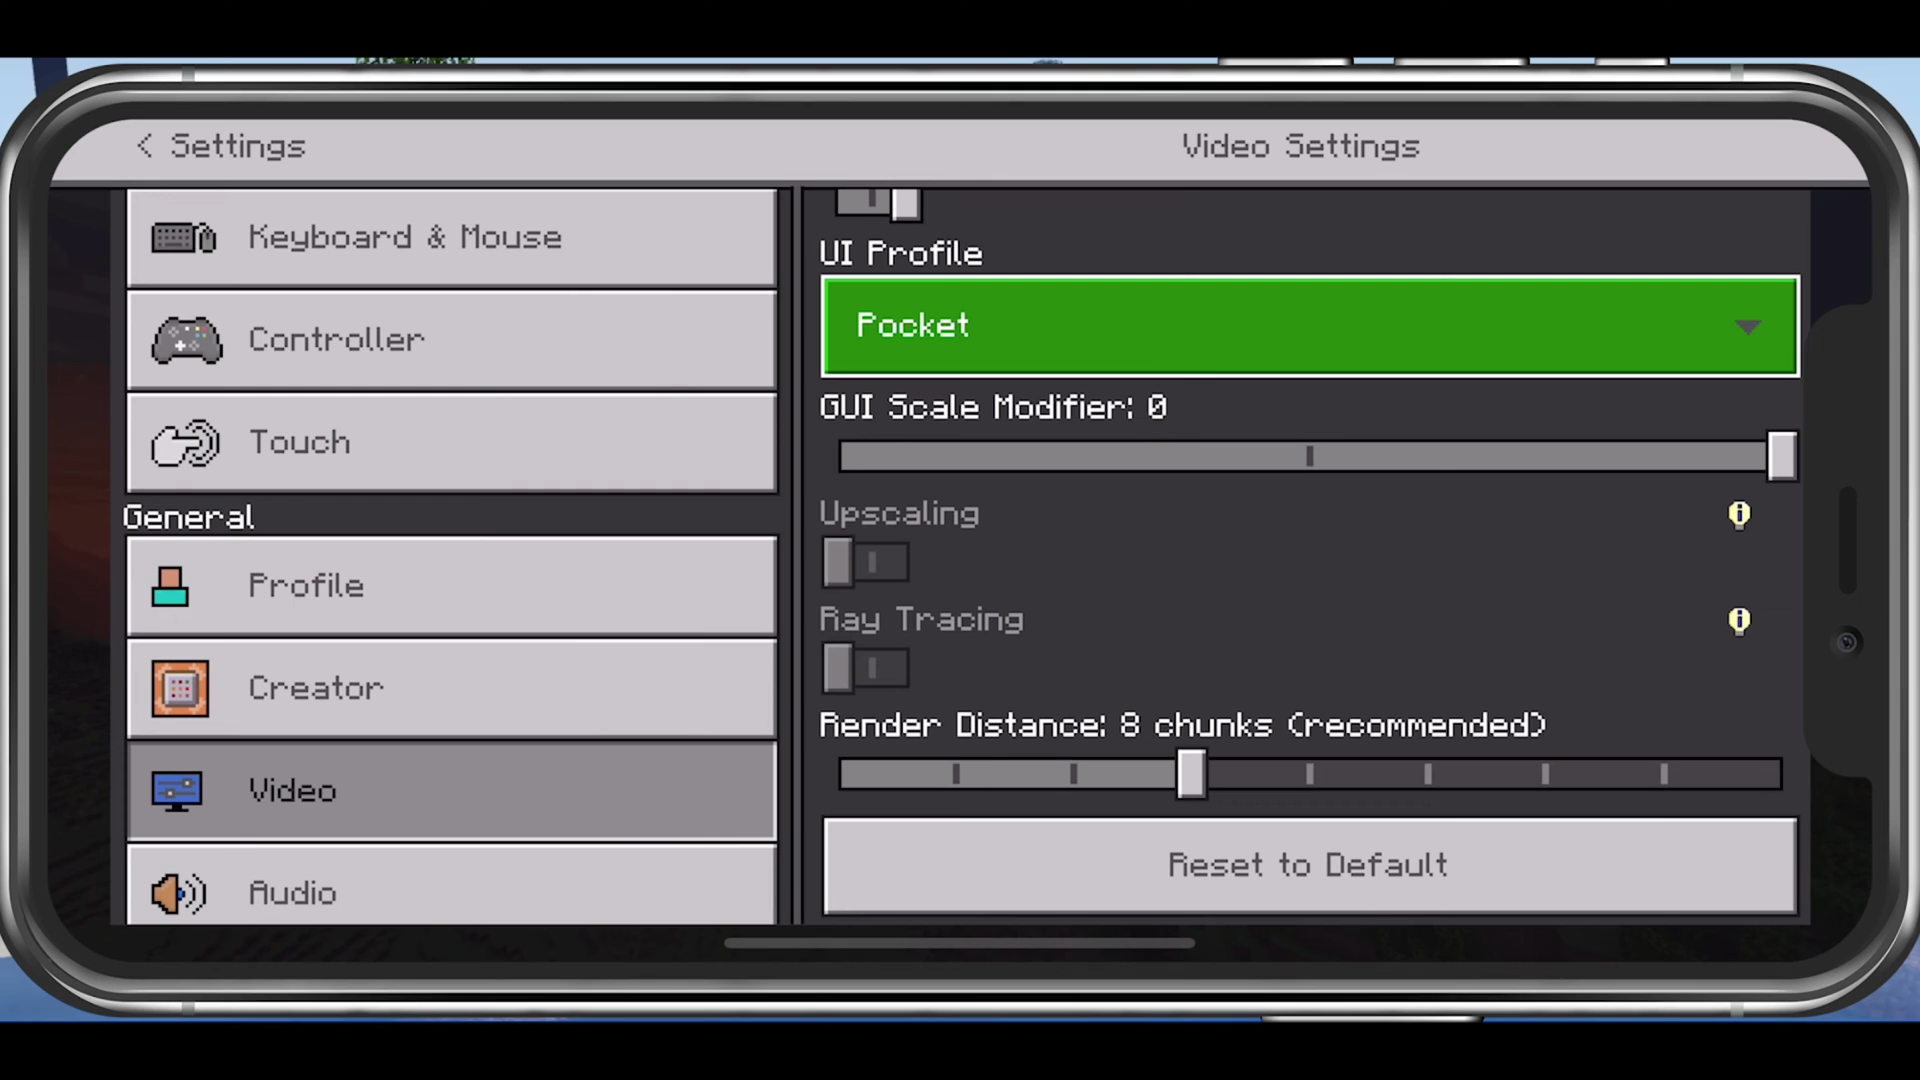 < Settings
Video Settings
Keyboard & Mouse
Controller
Touch
General
Profile
Creator
Video
Audio
UI Profile
Pocket
GUI Scale Modifier: 0
Upscaling
Ray Tracing
Render Distance: 8 chunks (recommended)
Reset to Default